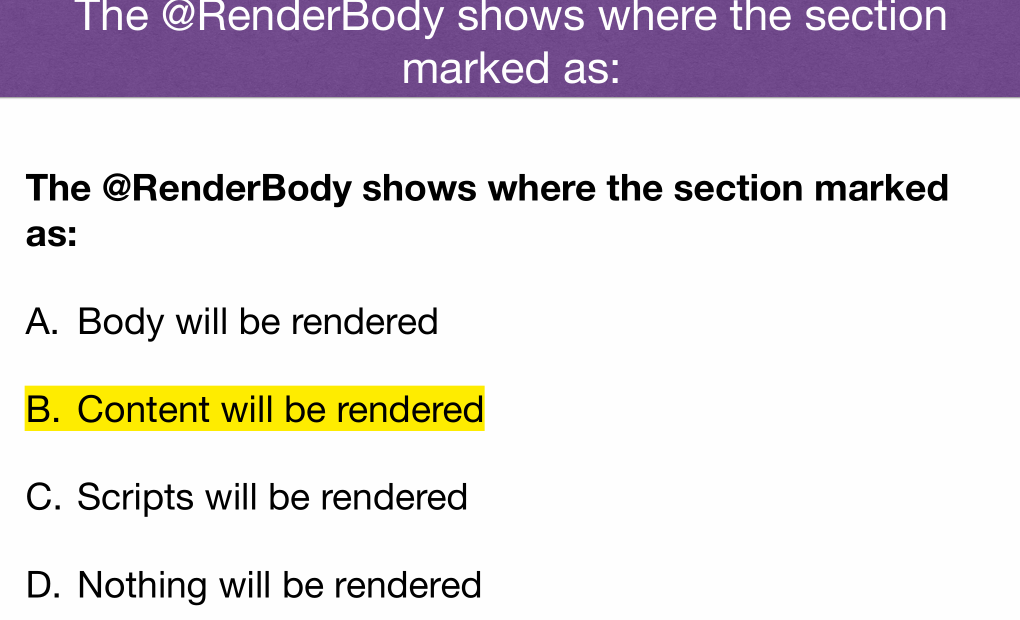 The @RenderBody shows where the section
marked as:
The @RenderBody shows where the section marked
as:
A. Body will be rendered
B. Content will be rendered
C. Scripts will be rendered
D. Nothing will be rendered